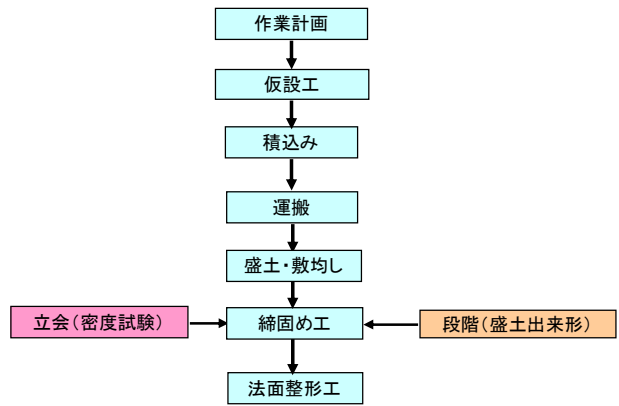 作業計画
仮設工
積込み
運搬
盛土・敷均し
立会(密度試験)
締固め工
段階(盛土出来形)
法面整形工